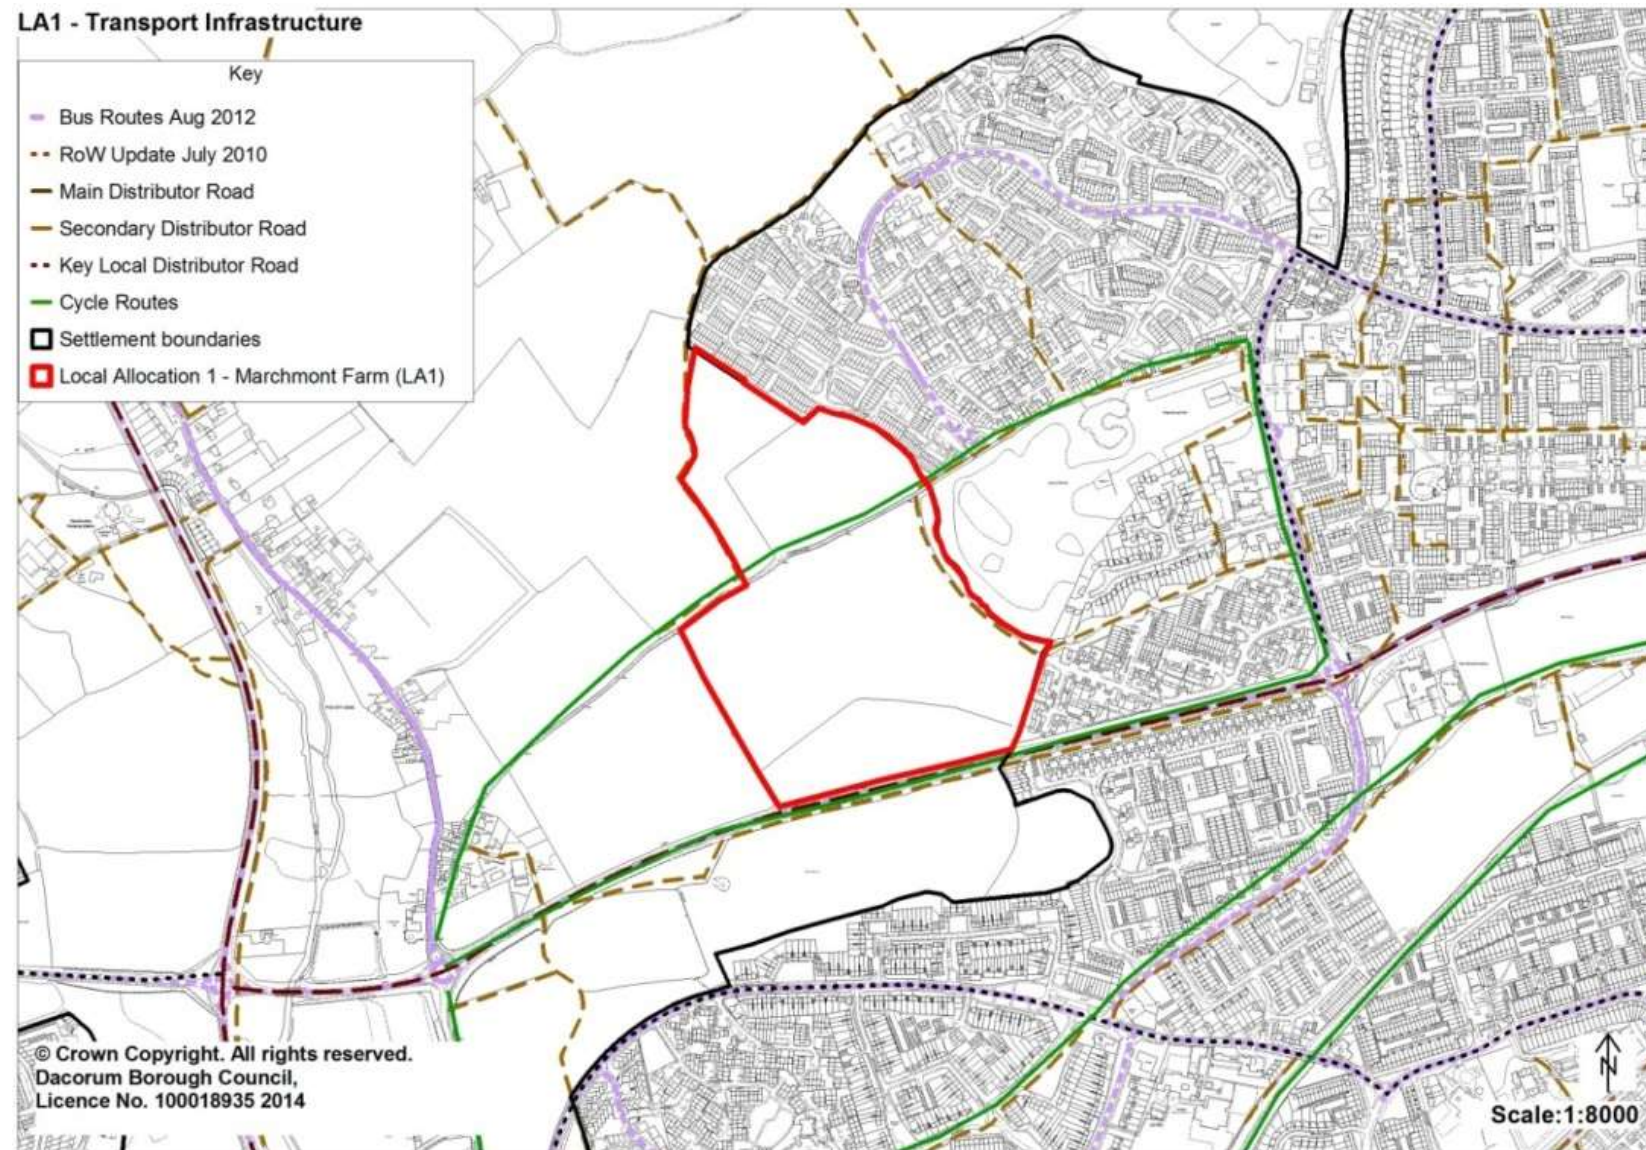 LA1 - Transport Infrastructure
Key
Bus Routes Aug 2012
RoW Update July 2010
Main Distributor Road
Secondary Distributor Road
Key Local Distributor Road
Cycle Routes
Settlement boundaries
Local Allocation 1 - Marchmont Farm (LA1)
© Crown Copyright. All rights reserved.
Dacorum Borough Council,
Licence No. 100018935 2014
N
Scale:1:8000